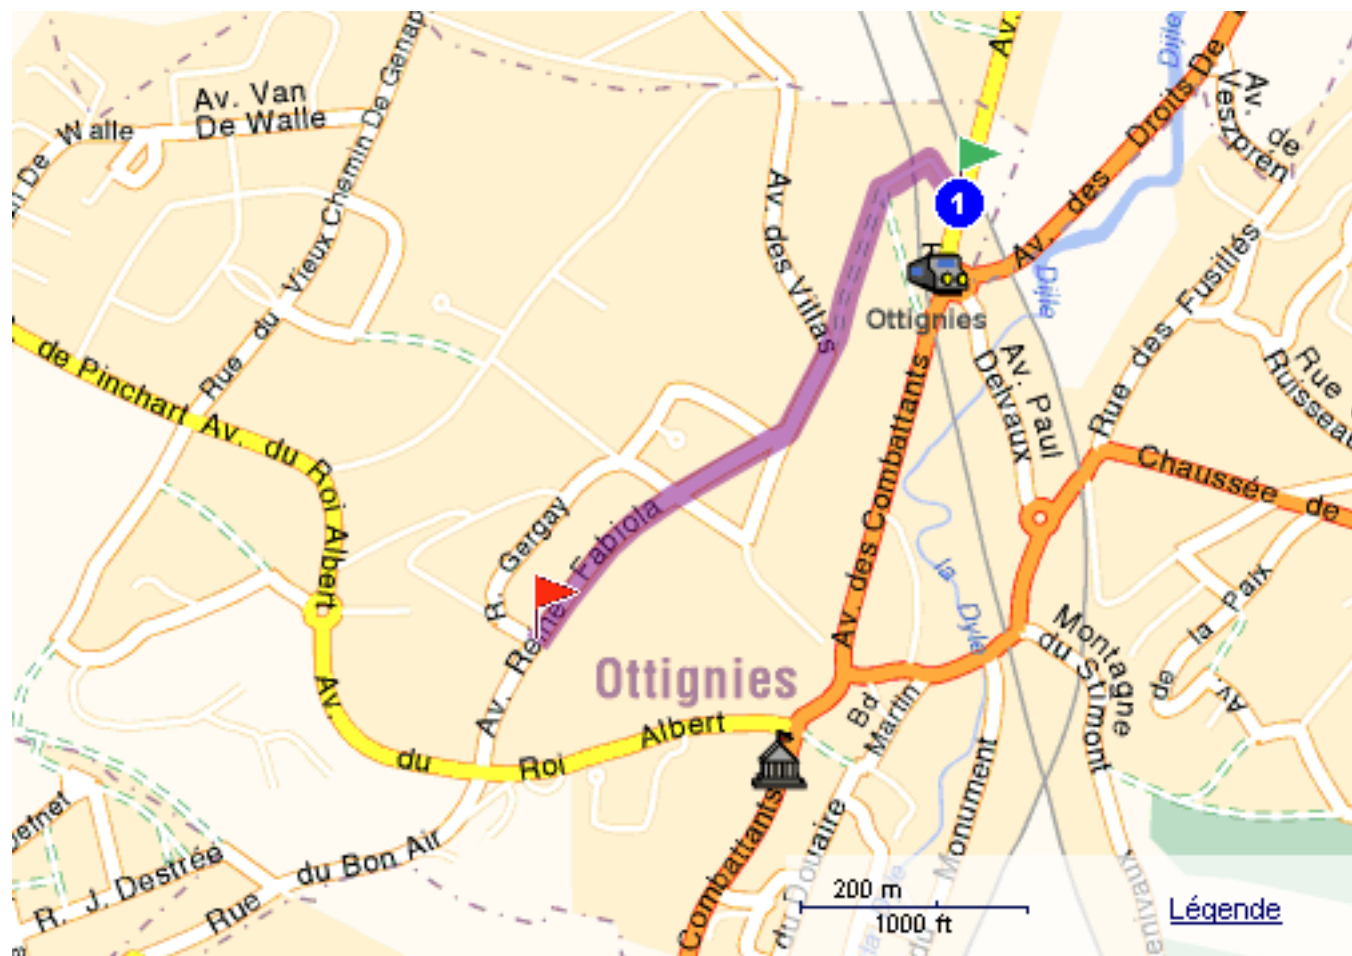 Av.
Dijle
Av. Van
De Walle
Walle
De Walle
Rue du Vieux Chemin De Genap
Av. des Droits De
Av. de
Veszprén
1
H
Av. des Villas
Dijle
Ottignies
Rue des Fusillés
Rue
Ruisseau
de Pinchart Av. du Roi Albert
Av. Paul
Delvaux
Av. des Combattants
Chaussée de
R. Gergay
Av. Reine Fabiola
la Dyle
Av. de la Paix
Montagne
du Stimont
Ottignies
Bd
Martin
Av. du Roi Albert
Combattants
du Douaire
du Monument
R. J. Destrée
Rue du Bon Air
200 m
1000 ft
Légende